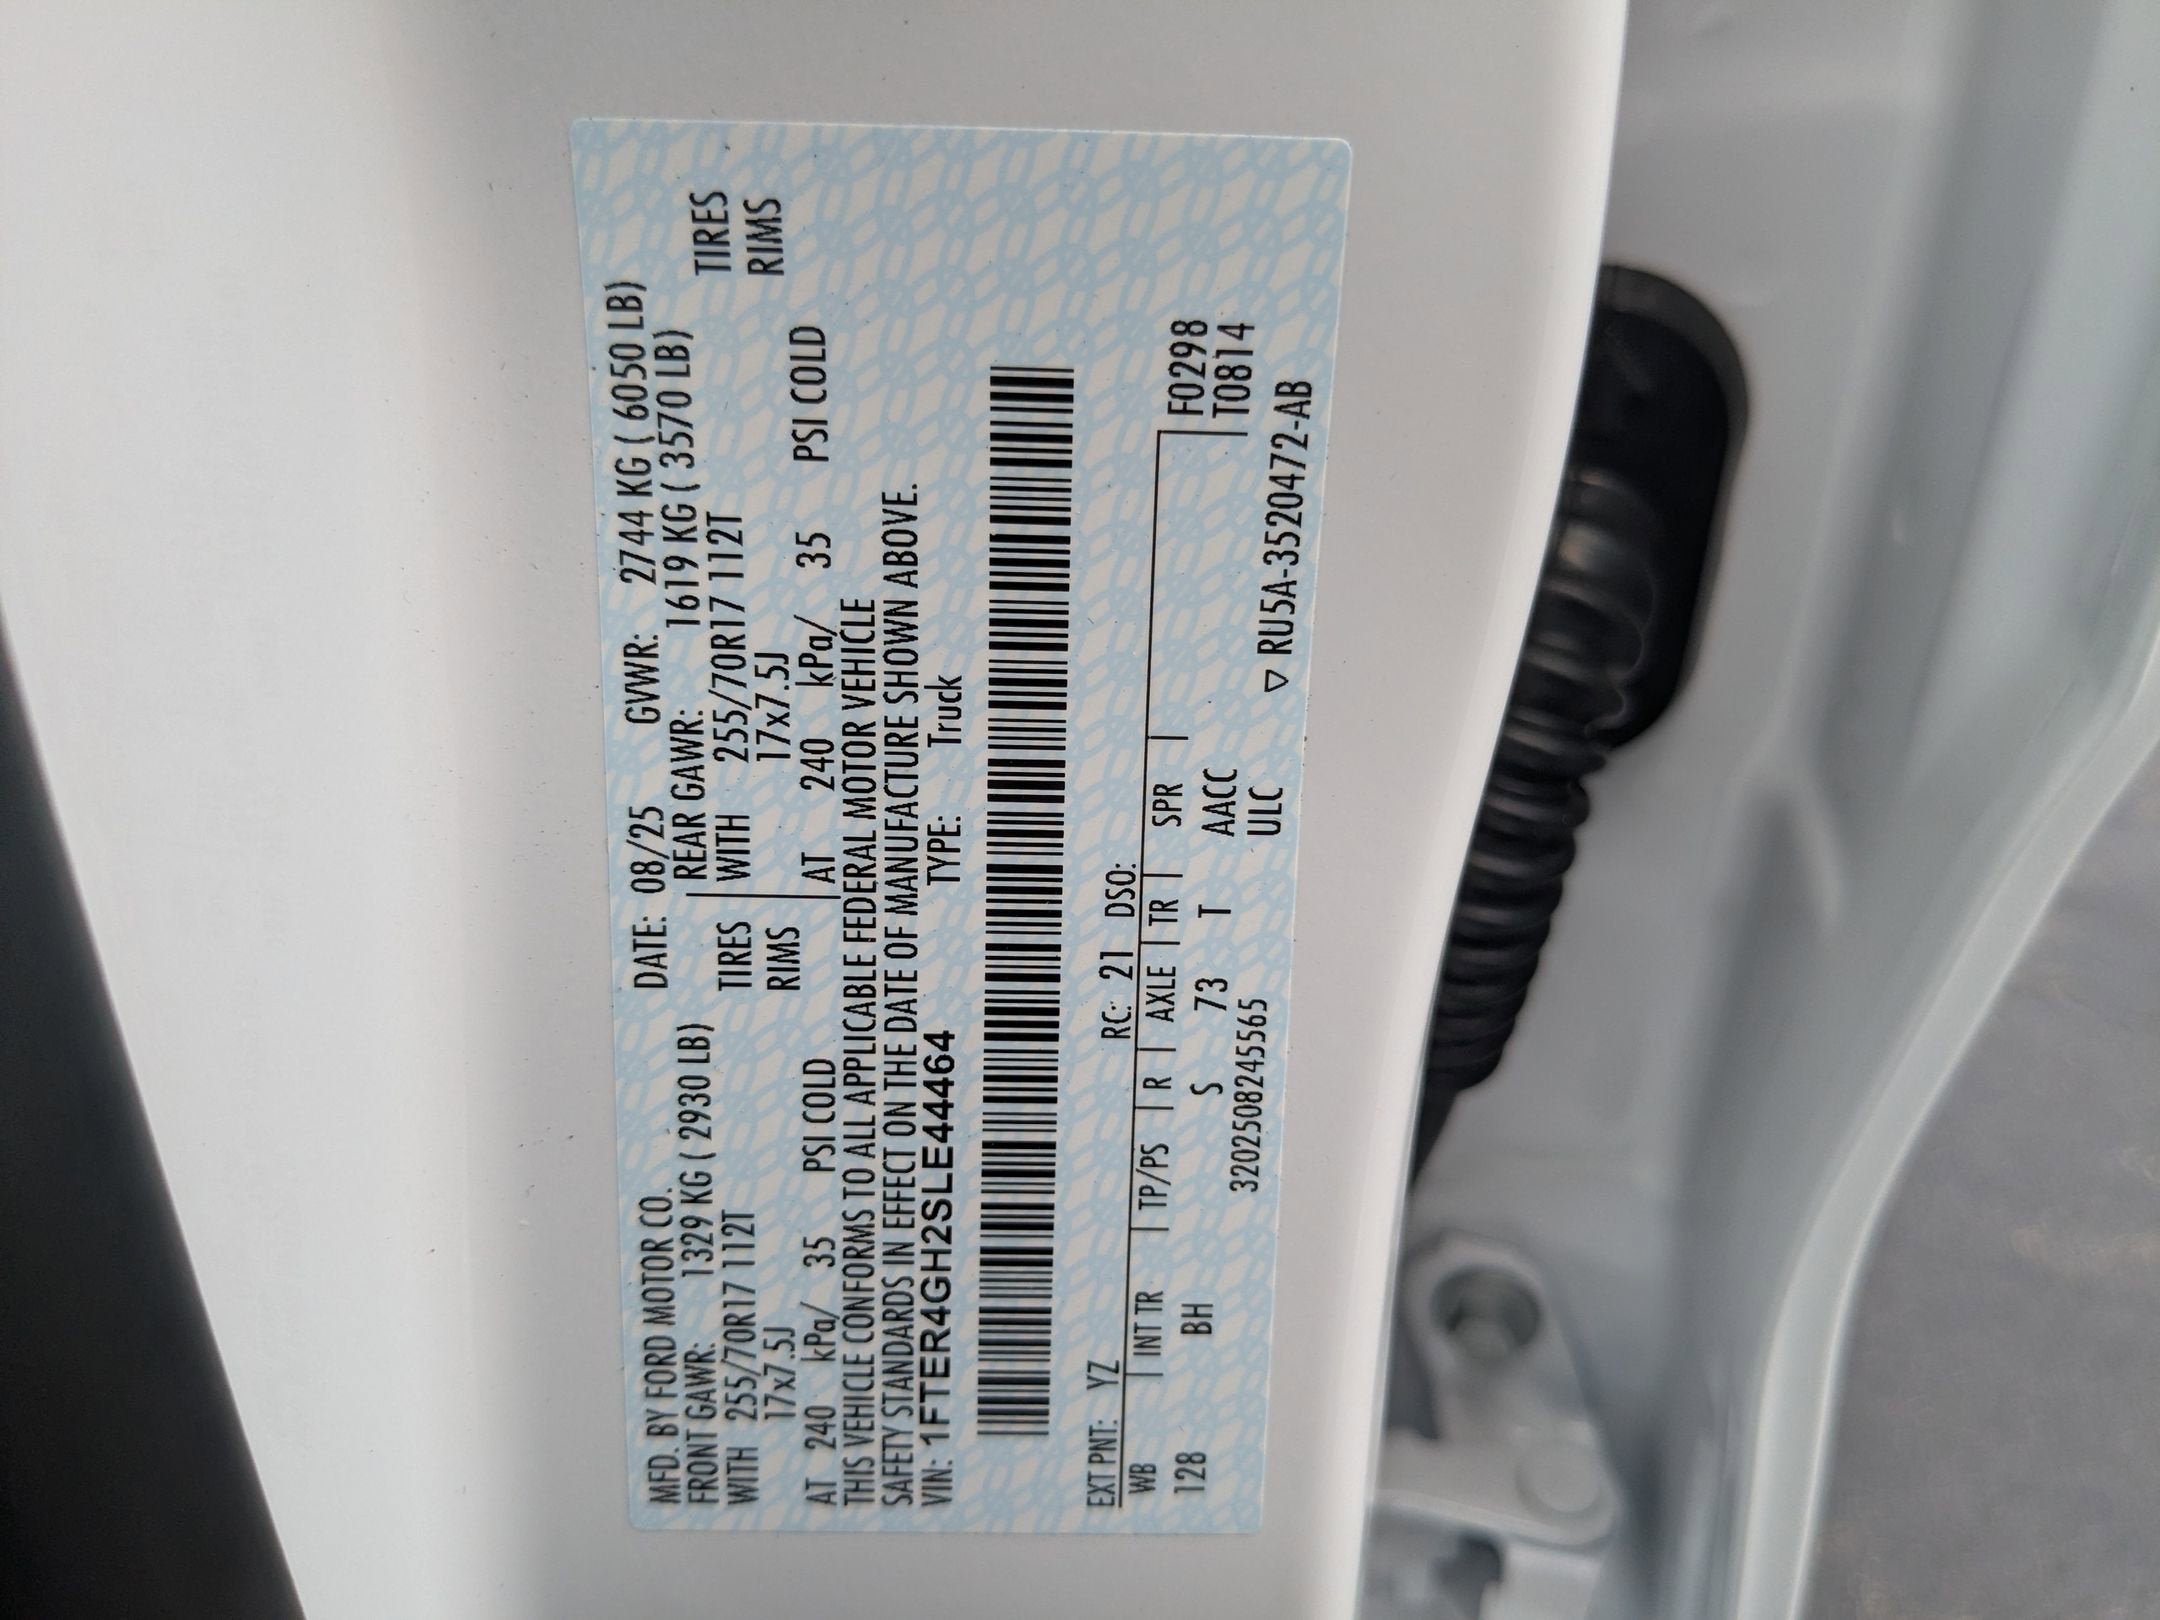 MFD. BY FORD MOTOR CO. DATE: 08/25 GVWR: 2744 KG ( 6050 LB)
FRONT GAWR: 1329 KG ( 2930 LB) REAR GAWR: 1619 KG ( 3570 LB)
WITH 255/70R17 112T TIRES WITH 255/70R17 112T TIRES
17x7.5J RIMS 17x7.5J RIMS
AT 240 kPa/ 35 PSI COLD AT 240 kPa/ 35 PSI COLD
THIS VEHICLE CONFORMS TO ALL APPLICABLE FEDERAL MOTOR VEHICLE
SAFETY STANDARDS IN EFFECT ON THE DATE OF MANUFACTURE SHOWN ABOVE.
VIN: 1FTER4GH2SLE44464 TYPE: Truck
EXT PNT: YZ RC: 21 DSO:
WB | INT TR | TP/PS | R | AXLE | TR | SPR | F0298
128 BH S 73 T AACC T0814
3202508245565 ULC
▽ RU5A-3520472-AB